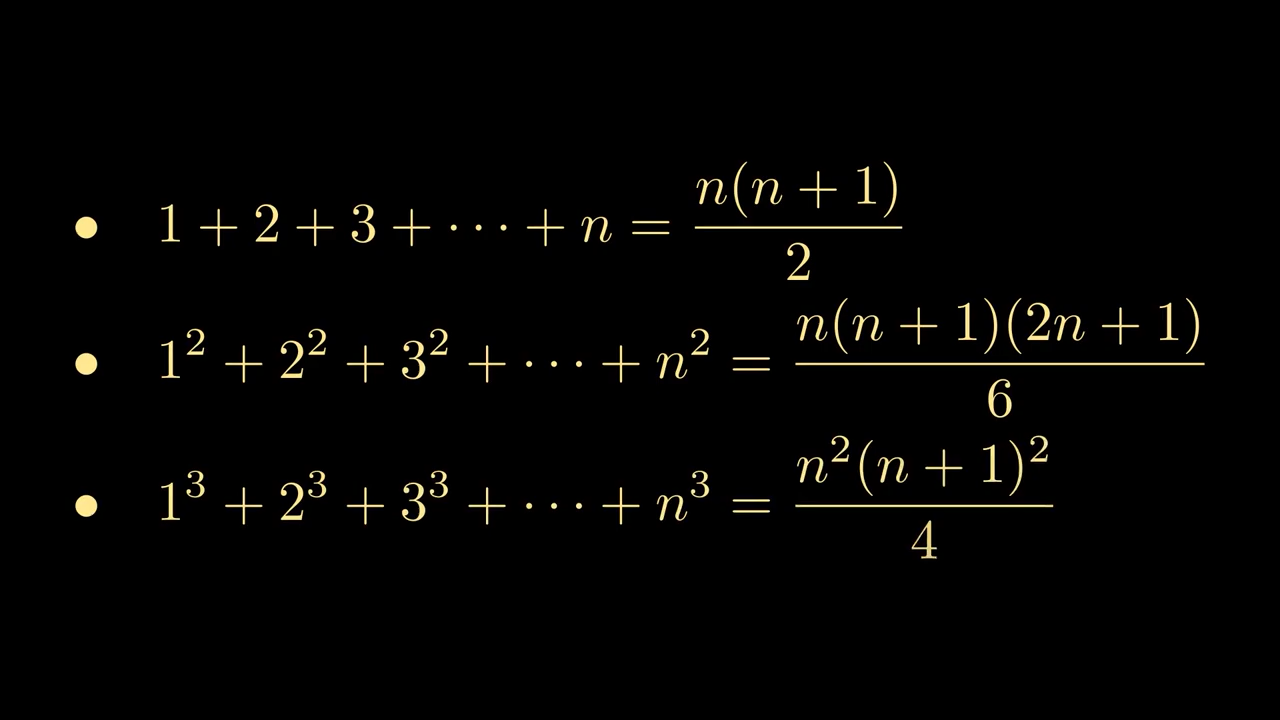 • 1 + 2 + 3 + ··· + n = n(n + 1)/2
• 1² + 2² + 3² + ··· + n² = n(n + 1)(2n + 1)/6
• 1³ + 2³ + 3³ + ··· + n³ = n²(n + 1)²/4